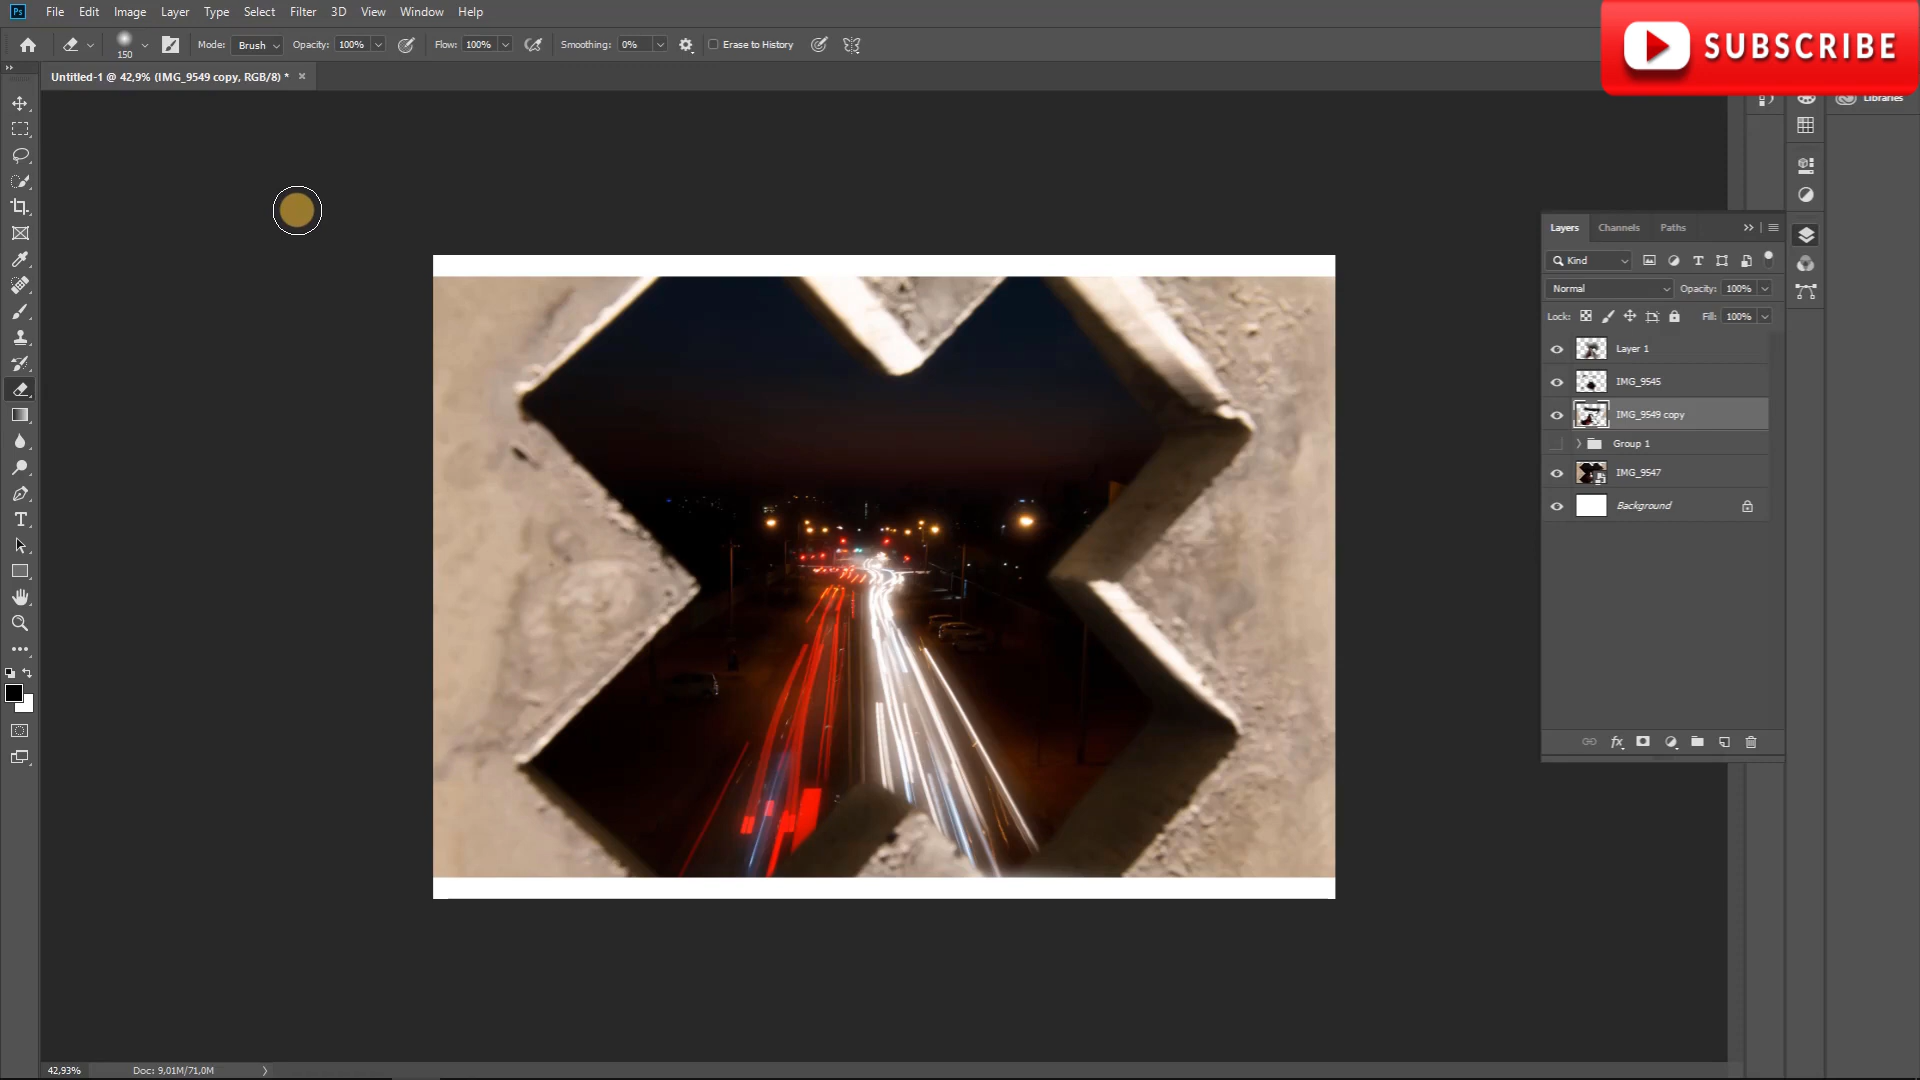 Ps File Edit Image Layer Type Select Filter 3D View Window Help
150 Mode: Brush Opacity: 100% Flow: 100% Smoothing: 0% Erase to History
SUBSCRIBE
Untitled-1 @ 42,9% (IMG_9549 copy, RGB/8) * ×
Libraries
Layers Channels Paths
Kind
Normal Opacity: 100%
Lock: Fill: 100%
Layer 1
IMG_9545
IMG_9549 copy
Group 1
IMG_9547
Background
fx
42,93% Doc: 9,01M/71,0M